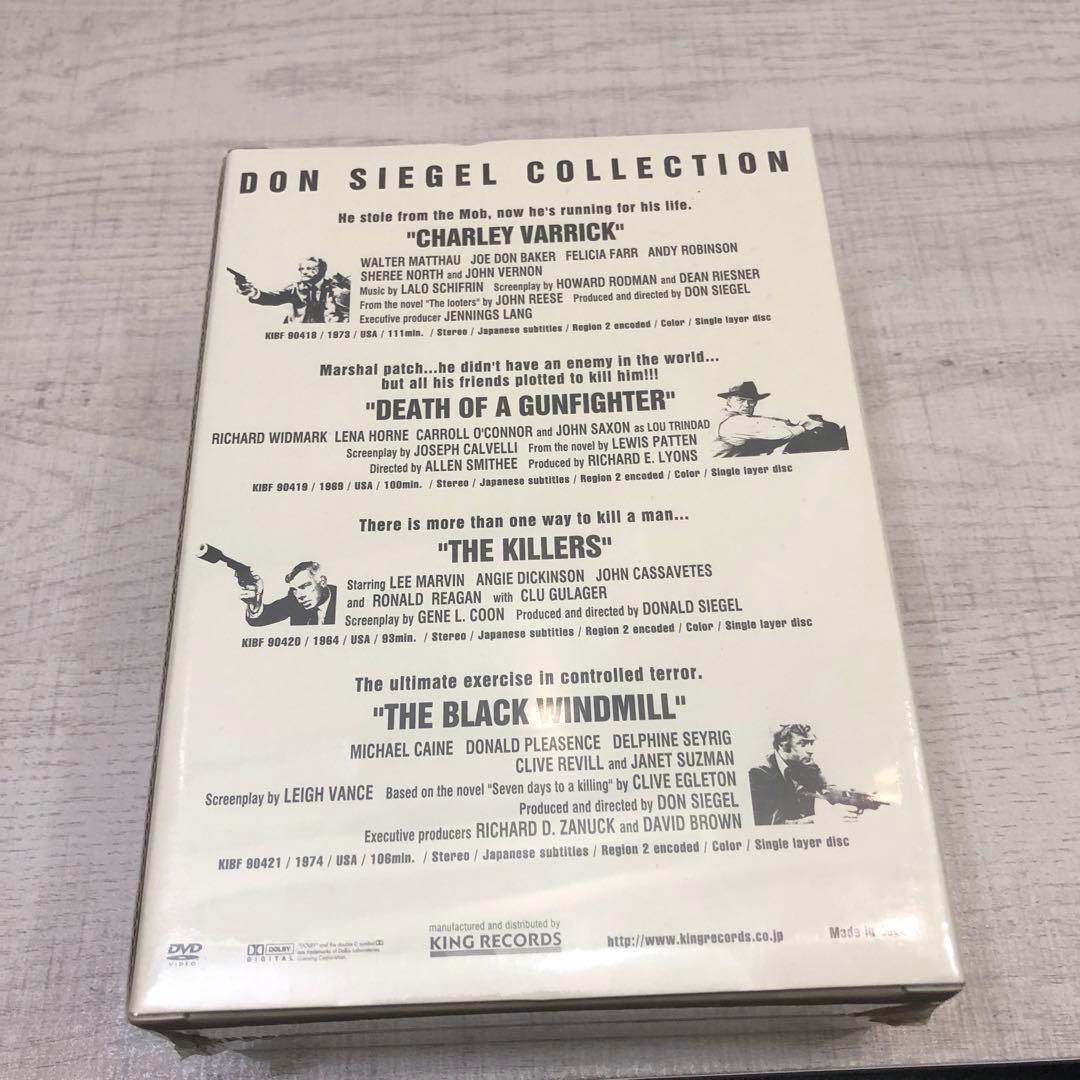 DON SIEGEL COLLECTION
He stole from the Mob, now he's running for his life.
"CHARLEY VARRICK"
WALTER MATTHAU JOE DON BAKER FELICIA FARR ANDY ROBINSON
SHEREE NORTH and JOHN VERNON
Music by LALO SCHIFRIN Screenplay by HOWARD RODMAN and DEAN RIESNER
From the novel "The looters" by JOHN REESE Produced and directed by DON SIEGEL
Executive producer JENNINGS LANG
KIBF 90418 / 1973 / USA / 111min. / Stereo / Japanese subtitles / Region 2 encoded / Color / Single layer disc
Marshal patch...he didn't have an enemy in the world...
but all his friends plotted to kill him!!!
"DEATH OF A GUNFIGHTER"
RICHARD WIDMARK LENA HORNE CARROLL O'CONNOR and JOHN SAXON as LOU TRINDAD
Screenplay by JOSEPH CALVELLI From the novel by LEWIS PATTEN
Directed by ALLEN SMITHEE Produced by RICHARD E. LYONS
KIBF 90419 / 1969 / USA / 100min. / Stereo / Japanese subtitles / Region 2 encoded / Color / Single layer disc
There is more than one way to kill a man...
"THE KILLERS"
Starring LEE MARVIN ANGIE DICKINSON JOHN CASSAVETES
and RONALD REAGAN with CLU GULAGER
Screenplay by GENE L. COON Produced and directed by DONALD SIEGEL
KIBF 90420 / 1964 / USA / 93min. / Stereo / Japanese subtitles / Region 2 encoded / Color / Single layer disc
The ultimate exercise in controlled terror.
"THE BLACK WINDMILL"
MICHAEL CAINE DONALD PLEASENCE DELPHINE SEYRIG
CLIVE REVILL and JANET SUZMAN
Screenplay by LEIGH VANCE Based on the novel "Seven days to a killing" by CLIVE EGLETON
Produced and directed by DON SIEGEL
Executive producers RICHARD D. ZANUCK and DAVID BROWN
KIBF 90421 / 1974 / USA / 106min. / Stereo / Japanese subtitles / Region 2 encoded / Color / Single layer disc
DVD
VIDEO
DOLBY
DIGITAL
"DOLBY" and the double D symbol
are trademarks of Dolby Laboratories
Licensing Corporation.
manufactured and distributed by
KING RECORDS
http://www.kingrecords.co.jp
Made in